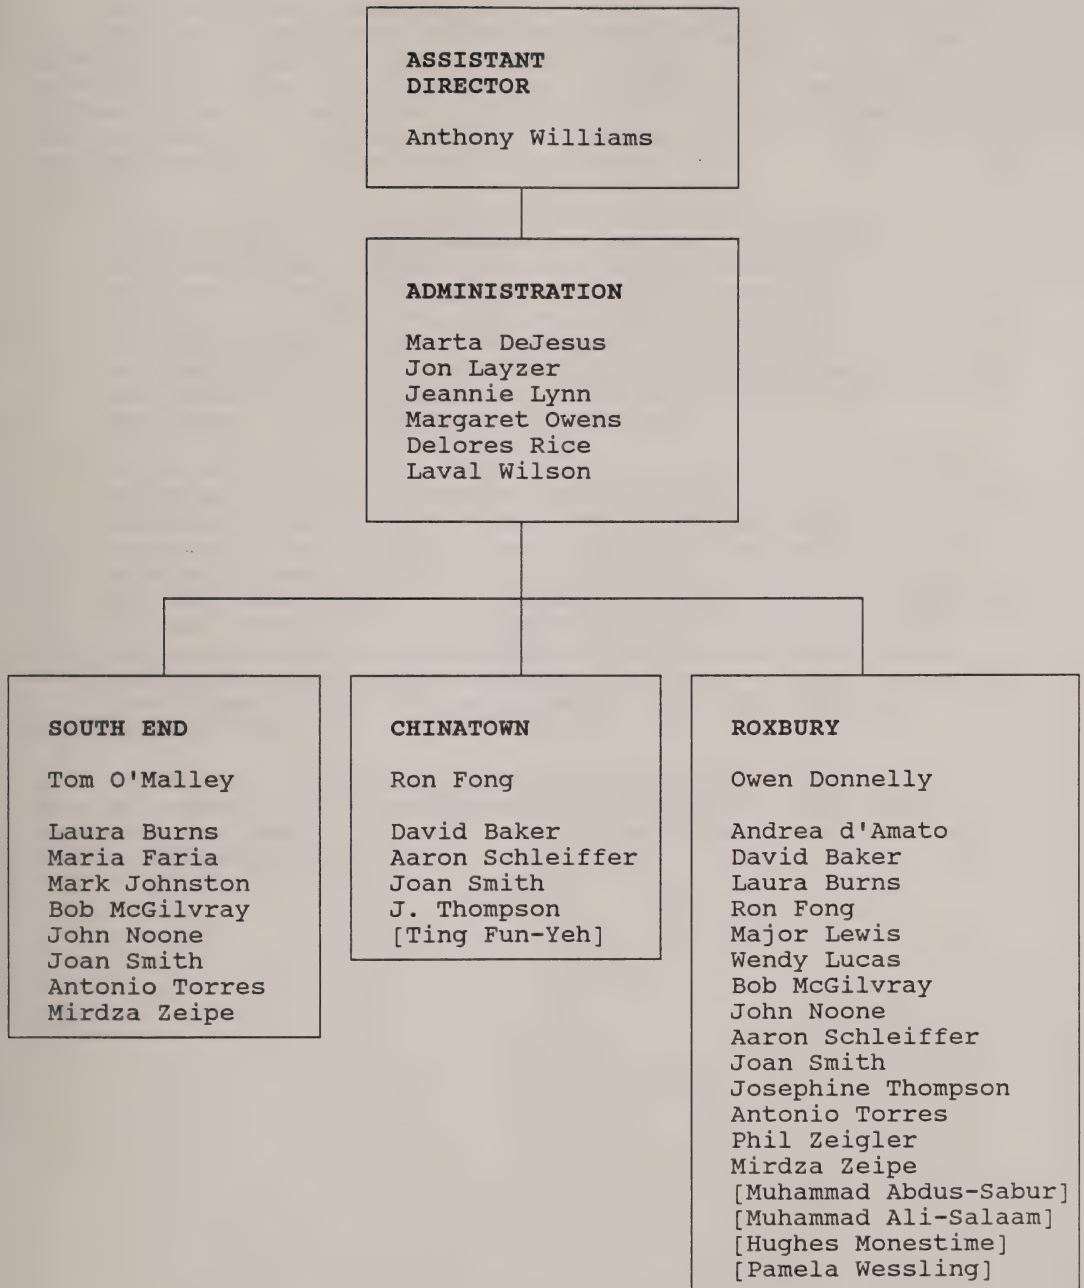 ASSISTANT
DIRECTOR
Anthony Williams
ADMINISTRATION
Marta DeJesus
Jon Layzer
Jeannie Lynn
Margaret Owens
Delores Rice
Laval Wilson
SOUTH END
Tom O'Malley
Laura Burns
Maria Faria
Mark Johnston
Bob McGilvray
John Noone
Joan Smith
Antonio Torres
Mirdza Zeipe
CHINATOWN
Ron Fong
David Baker
Aaron Schleiffer
Joan Smith
J. Thompson
[Ting Fun-Yeh]
ROXBURY
Owen Donnelly
Andrea d'Amato
David Baker
Laura Burns
Ron Fong
Major Lewis
Wendy Lucas
Bob McGilvray
John Noone
Aaron Schleiffer
Joan Smith
Josephine Thompson
Antonio Torres
Phil Zeigler
Mirdza Zeipe
[Muhammad Abdus-Sabur]
[Muhammad Ali-Salaam]
[Hughes Monestime]
[Pamela Wessling]